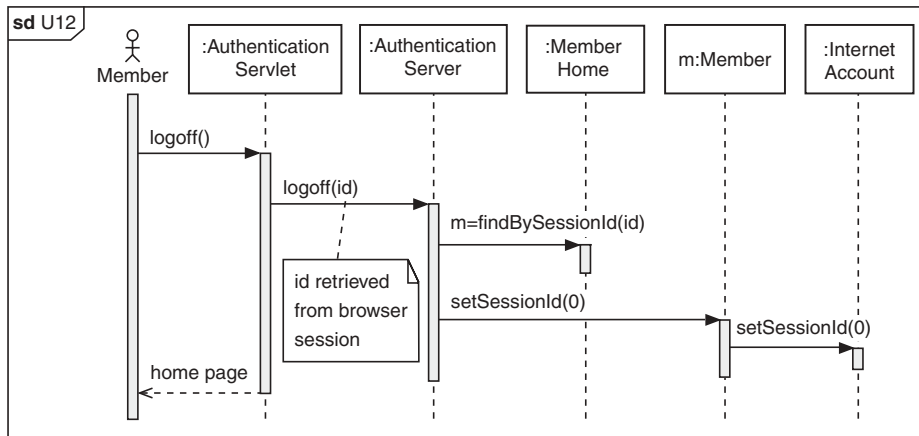 sd U12
Member
:Authentication
Servlet
:Authentication
Server
:Member
Home
m:Member
:Internet
Account
logoff()
logoff(id)
m=findBySessionId(id)
id retrieved
from browser
session
setSessionId(0)
setSessionId(0)
home page